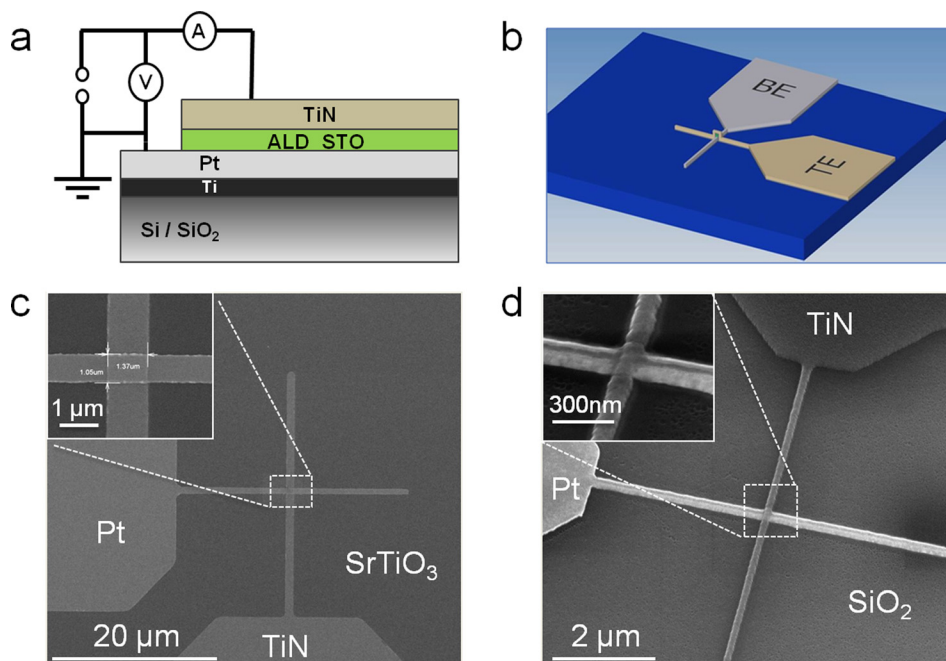 a
A
V
TiN
ALD STO
Pt
Ti
Si / SiO₂
b
BE
TE
c
1.05um
1.37um
1 µm
Pt
SrTiO₃
20 µm
TiN
d
TiN
300nm
Pt
SiO₂
2 µm